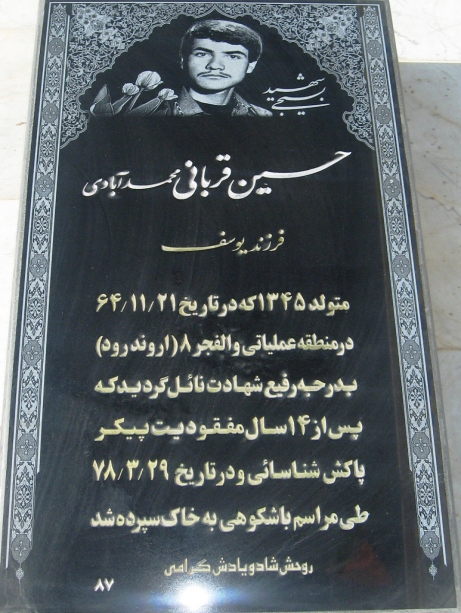 شهید
بسیجی
حسین قربانی محمدآبادی
فرزند یوسف
متولد ۱۳۴۵ که در تاریخ ۶۴/۱۱/۲۱
در منطقه عملیاتی والفجر ۸ (اروند رود)
بدرجه رفیع شهادت نائل گردید که
پس از ۱۴ سال مفقودیت پیکر
پاکش شناسائی و در تاریخ ۷۸/۳/۲۹
طی مراسم باشکوهی به خاک سپرده شد
روحش شاد و یادش گرامی
۸۷